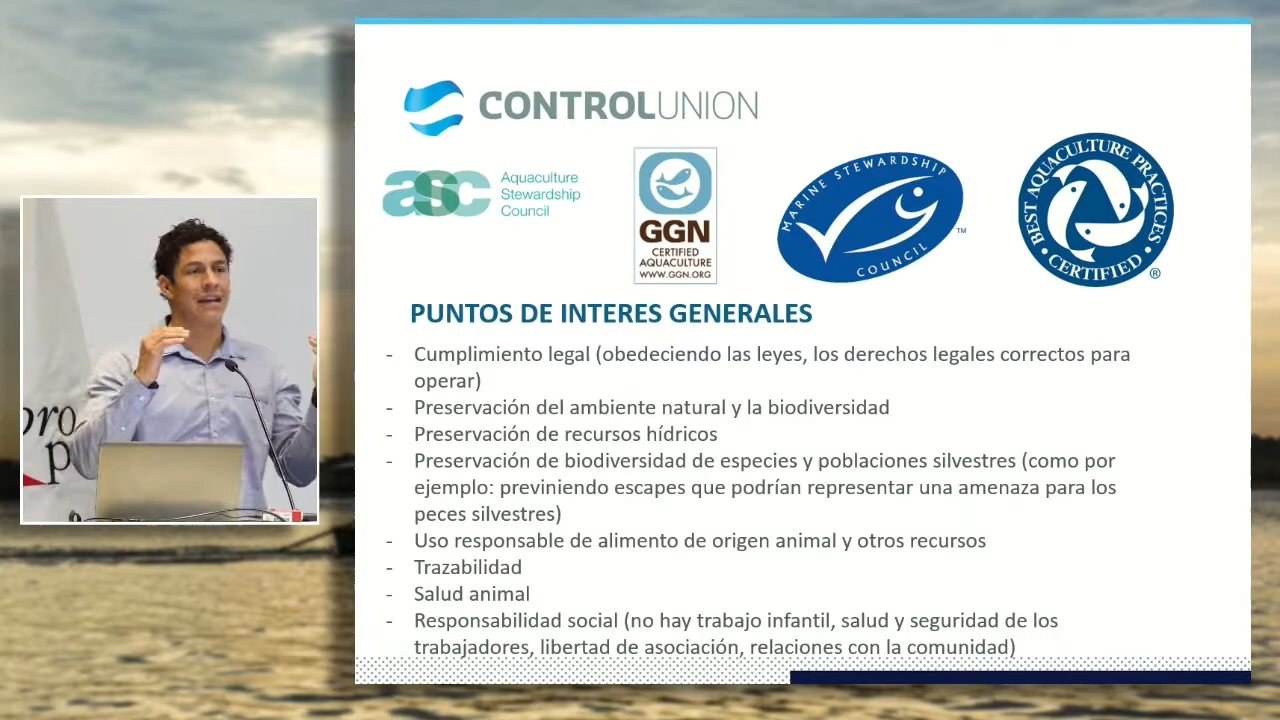 CONTROLUNION
asc Aquaculture
Stewardship
Council
GGN
CERTIFIED
AQUACULTURE
WWW.GGN.ORG
MARINE STEWARDSHIP
COUNCIL
™
BEST AQUACULTURE PRACTICES
• CERTIFIED •
®
PUNTOS DE INTERES GENERALES
- Cumplimiento legal (obedeciendo las leyes, los derechos legales correctos para
operar)
- Preservación del ambiente natural y la biodiversidad
- Preservación de recursos hídricos
- Preservación de biodiversidad de especies y poblaciones silvestres (como por
ejemplo: previniendo escapes que podrían representar una amenaza para los
peces silvestres)
- Uso responsable de alimento de origen animal y otros recursos
- Trazabilidad
- Salud animal
- Responsabilidad social (no hay trabajo infantil, salud y seguridad de los
trabajadores, libertad de asociación, relaciones con la comunidad)